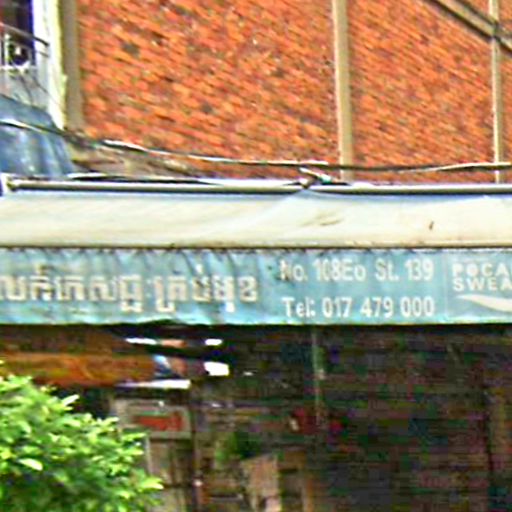 លក់ភេសជ្ជៈគ្រប់មុខ
No. 108Eo St. 139
Tel: 017 479 000
POCA
SWEA